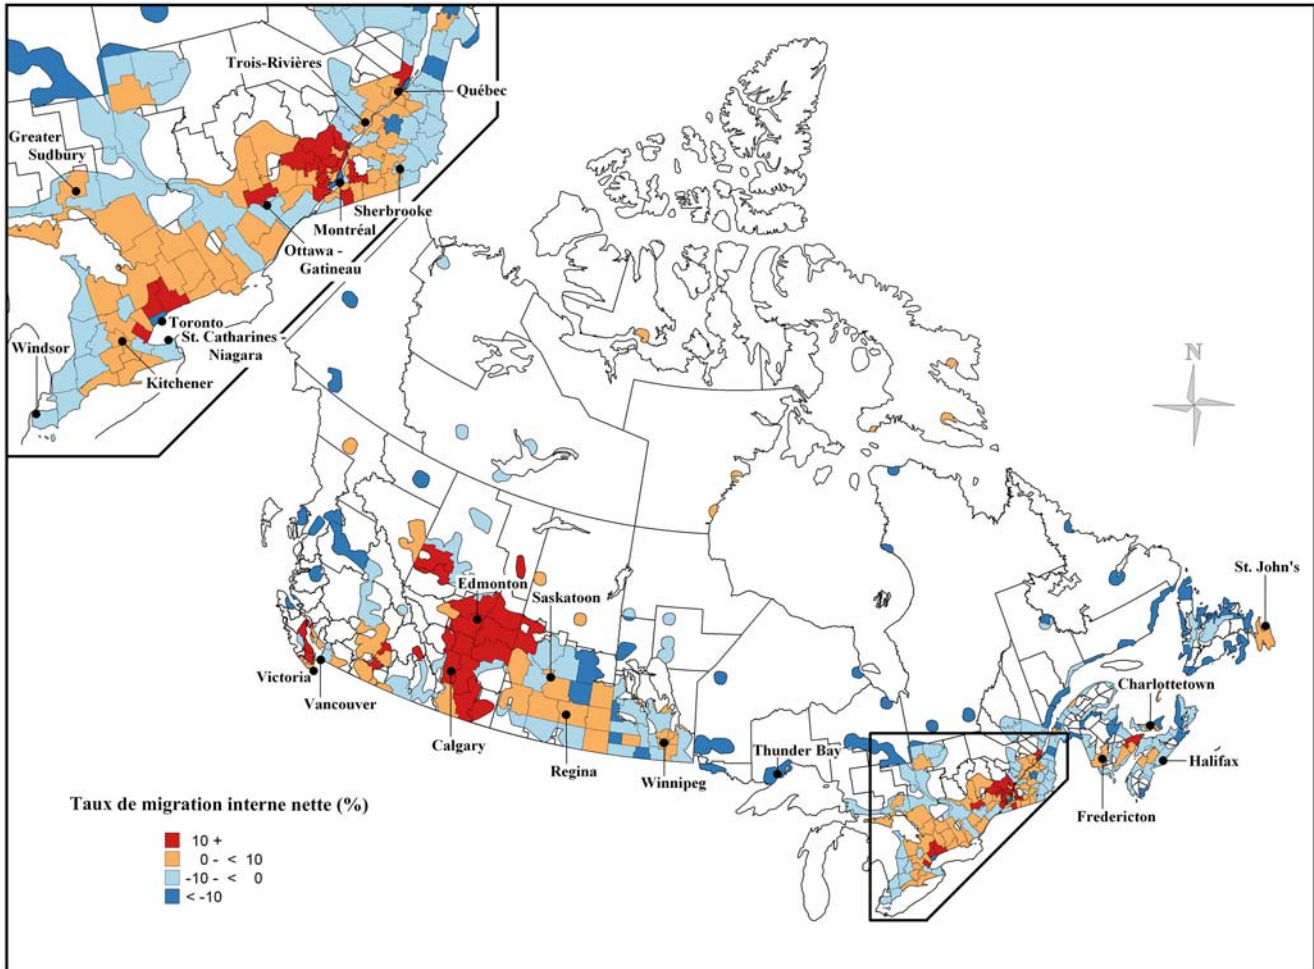 Trois-Rivières
Québec
Greater
Sudbury
Sherbrooke
Montréal
Ottawa -
Gatineau
Toronto
St. Catharines -
Niagara
Windsor
Kitchener
N
Edmonton
Saskatoon
St. John's
Victoria
Vancouver
Charlottetown
Calgary
Regina
Winnipeg
Thunder Bay
Halifax
Fredericton
Taux de migration interne nette (%)
10 +
0 - < 10
-10 - < 0
< -10